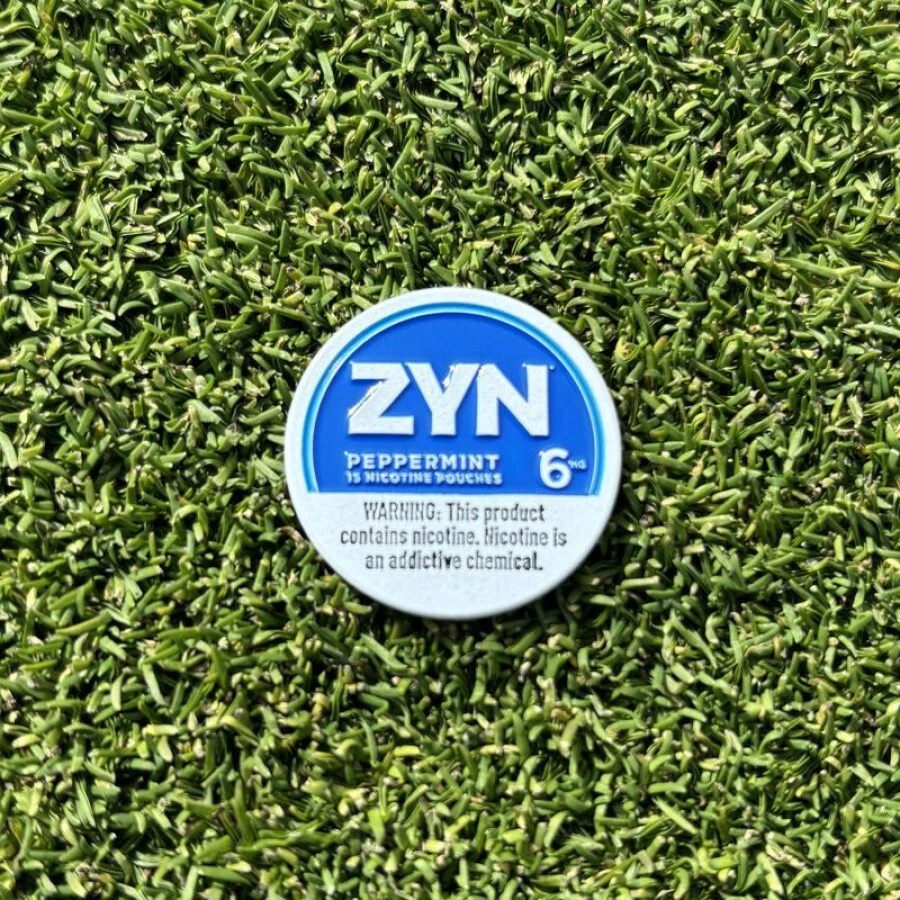 ZYN
PEPPERMINT
15 NICOTINE POUCHES
6 MG
WARNING: This product
contains nicotine. Nicotine is
an addictive chemical.